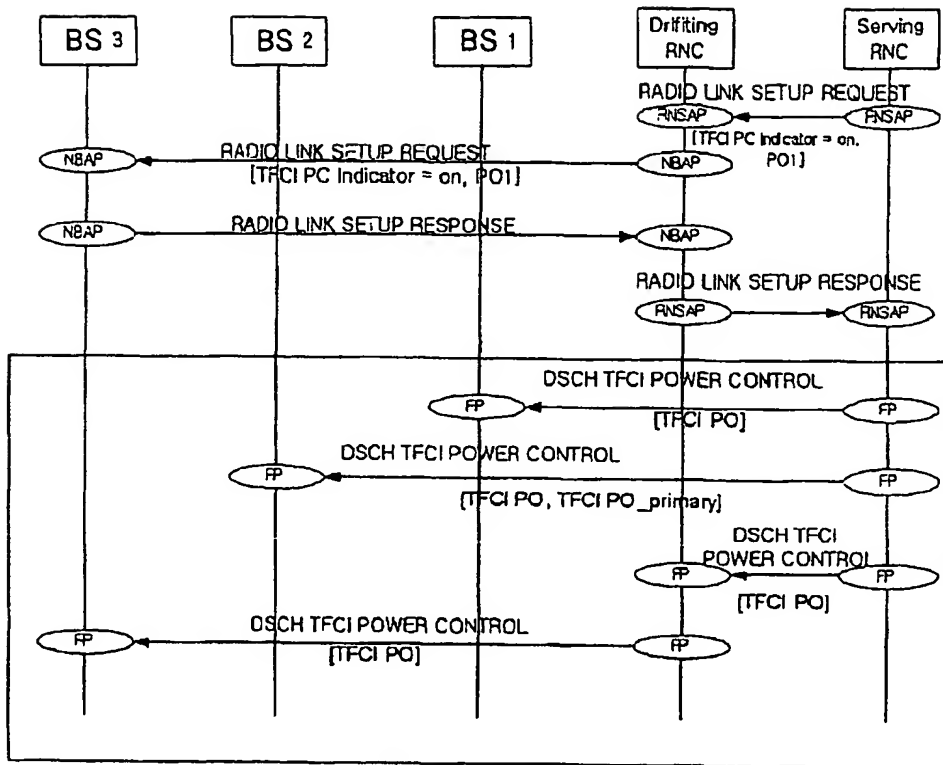 BS 3
BS 2
BS 1
Drifiting
RNC
Serving
RNC
RADIO LINK SETUP REQUEST
RNSAP
RNSAP
[TFCI PC Indicator = on,
PO1]
RADIO LINK SETUP REQUEST
NBAP
NBAP
[TFCI PC Indicator = on, PO1]
RADIO LINK SETUP RESPONSE
NBAP
NBAP
RADIO LINK SETUP RESPONSE
RNSAP
RNSAP
DSCH TFCI POWER CONTROL
FP
FP
[TFCI PO]
DSCH TFCI POWER CONTROL
FP
FP
[TFCI PO, TFCI PO_primary]
DSCH TFCI
POWER CONTROL
FP
FP
[TFCI PO]
DSCH TFCI POWER CONTROL
FP
FP
[TFCI PO]